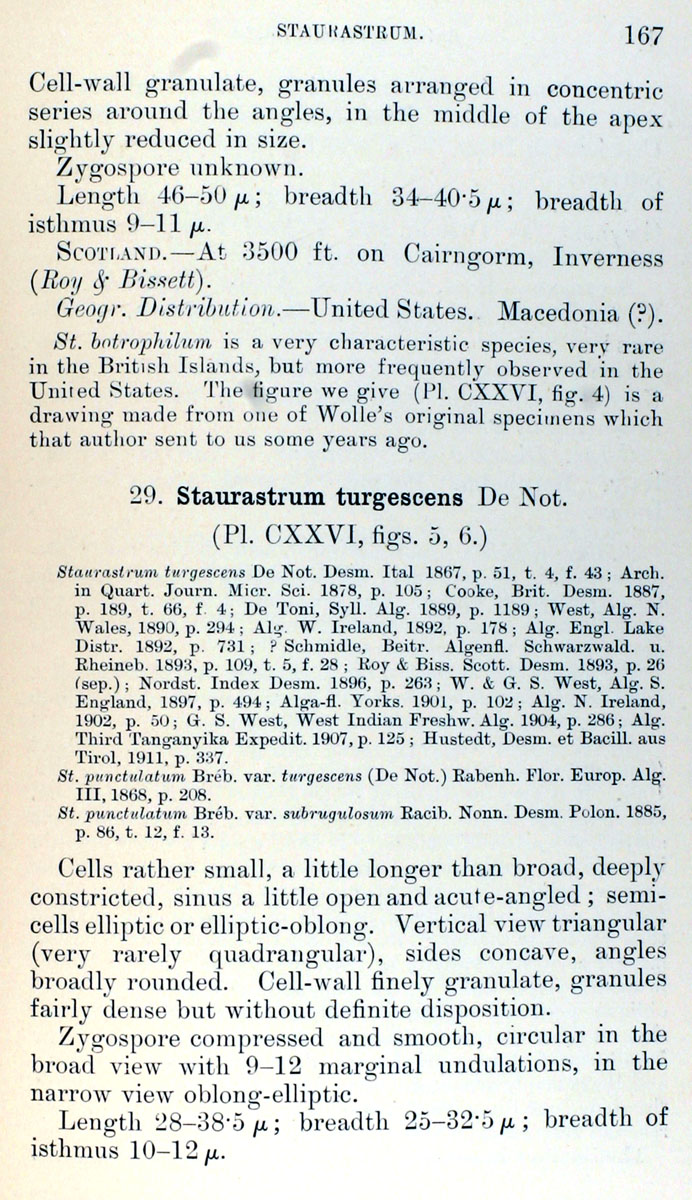 STAURASTRUM. 167
Cell-wall granulate, granules arranged in concentric
series around the angles, in the middle of the apex
slightly reduced in size.
Zygospore unknown.
Length 46–50 μ; breadth 34–40·5 μ; breadth of
isthmus 9–11 μ.
SCOTLAND.—At 3500 ft. on Cairngorm, Inverness
(Roy & Bissett).
Geogr. Distribution.—United States. Macedonia (?).
St. botrophilum is a very characteristic species, very rare
in the British Islands, but more frequently observed in the
United States. The figure we give (Pl. CXXVI, fig. 4) is a
drawing made from one of Wolle's original specimens which
that author sent to us some years ago.
29. Staurastrum turgescens De Not.
(Pl. CXXVI, figs. 5, 6.)
Staurastrum turgescens De Not. Desm. Ital 1867, p. 51, t. 4, f. 43; Arch.
in Quart. Journ. Micr. Sci. 1878, p. 105; Cooke, Brit. Desm. 1887,
p. 189, t. 66, f. 4; De Toni, Syll. Alg. 1889, p. 1189; West, Alg. N.
Wales, 1890, p. 294; Alg. W. Ireland, 1892, p. 178; Alg. Engl. Lake
Distr. 1892, p. 731; ? Schmidle, Beitr. Algenfl. Schwarzwald. u.
Rheineb. 1893, p. 109, t. 5, f. 28; Roy & Biss. Scott. Desm. 1893, p. 26
(sep.); Nordst. Index Desm. 1896, p. 263; W. & G. S. West, Alg. S.
England, 1897, p. 494; Alga-fl. Yorks. 1901, p. 102; Alg. N. Ireland,
1902, p. 50; G. S. West, West Indian Freshw. Alg. 1904, p. 286; Alg.
Third Tanganyika Expedit. 1907, p. 125; Hustedt, Desm. et Bacill. aus
Tirol, 1911, p. 337.
St. punctulatum Bréb. var. turgescens (De Not.) Rabenh. Flor. Europ. Alg.
III, 1868, p. 208.
St. punctulatum Bréb. var. subrugulosum Racib. Nonn. Desm. Polon. 1885,
p. 86, t. 12, f. 13.
Cells rather small, a little longer than broad, deeply
constricted, sinus a little open and acute-angled; semi-
cells elliptic or elliptic-oblong. Vertical view triangular
(very rarely quadrangular), sides concave, angles
broadly rounded. Cell-wall finely granulate, granules
fairly dense but without definite disposition.
Zygospore compressed and smooth, circular in the
broad view with 9–12 marginal undulations, in the
narrow view oblong-elliptic.
Length 28–38·5 μ; breadth 25–32·5 μ; breadth of
isthmus 10–12 μ.